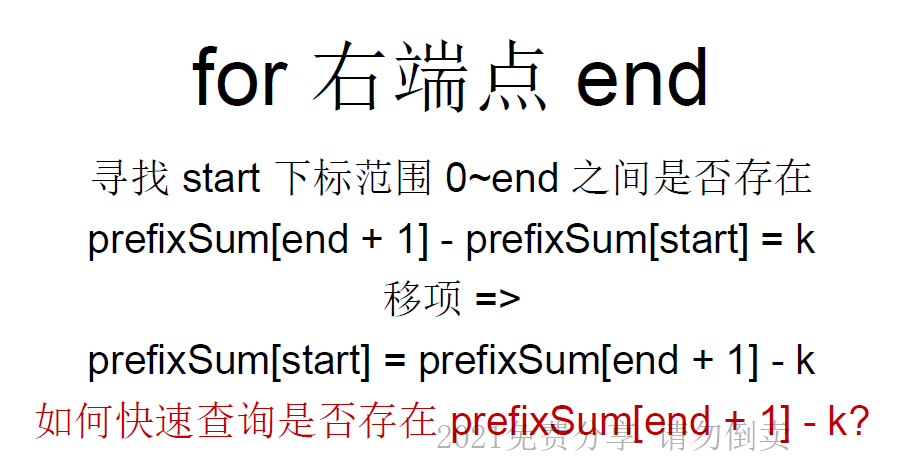 for 右端点 end
寻找 start 下标范围 0~end 之间是否存在
prefixSum[end + 1] - prefixSum[start] = k
移项 =>
prefixSum[start] = prefixSum[end + 1] - k
如何快速查询是否存在 prefixSum[end + 1] - k?
2021免费分享 请勿倒卖